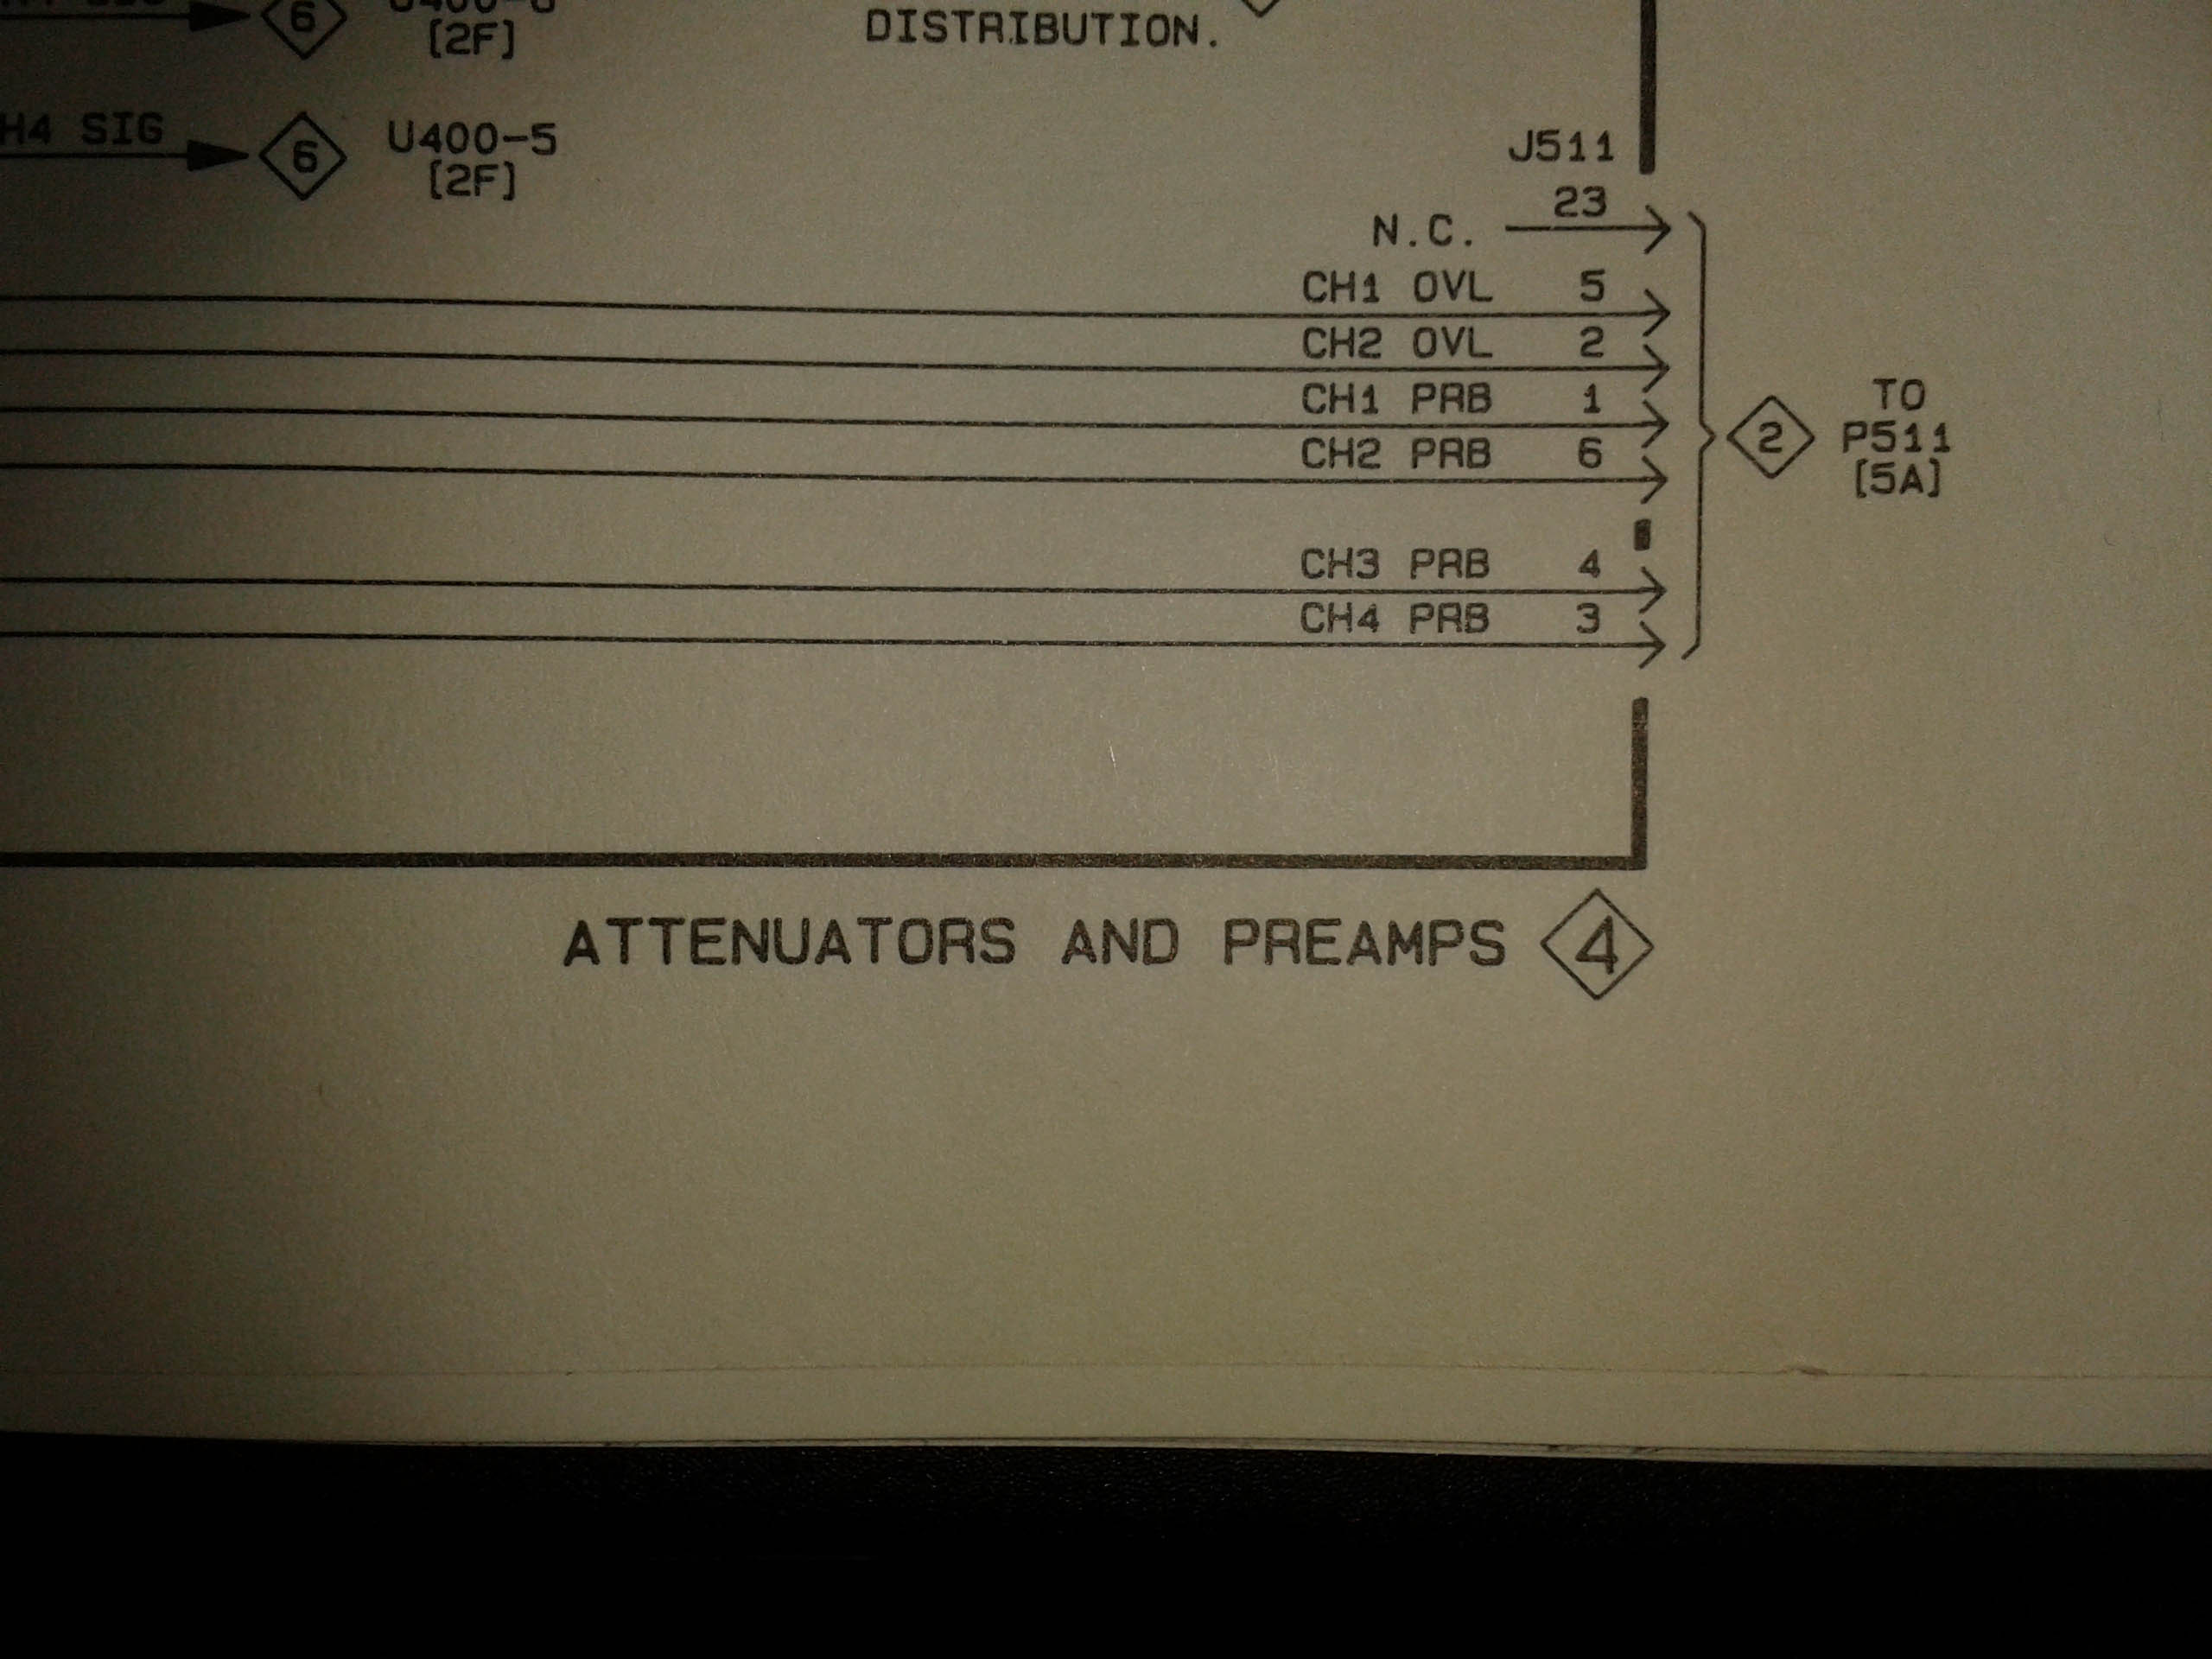 6
[2F]
DISTRIBUTION.
H4 SIG
6
U400-5
[2F]
J511
N.C. 23
CH1 OVL 5
CH2 OVL 2
CH1 PRB 1
CH2 PRB 6
CH3 PRB 4
CH4 PRB 3
2
TO
P511
[5A]
ATTENUATORS AND PREAMPS 4